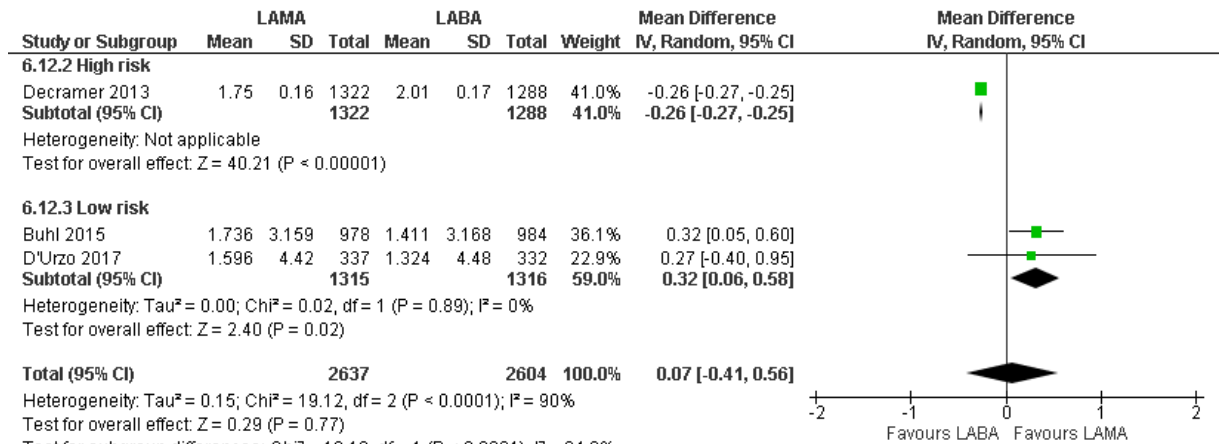 LAMA LABA Mean Difference Mean Difference
Study or Subgroup Mean SD Total Mean SD Total Weight IV, Random, 95% CI IV, Random, 95% CI
6.12.2 High risk
Decramer 2013 1.75 0.16 1322 2.01 0.17 1288 41.0% -0.26 [-0.27, -0.25]
Subtotal (95% CI) 1322 1288 41.0% -0.26 [-0.27, -0.25]
Heterogeneity: Not applicable
Test for overall effect: Z = 40.21 (P < 0.00001)
6.12.3 Low risk
Buhl 2015 1.736 3.159 978 1.411 3.168 984 36.1% 0.32 [0.05, 0.60]
D'Urzo 2017 1.596 4.42 337 1.324 4.48 332 22.9% 0.27 [-0.40, 0.95]
Subtotal (95% CI) 1315 1316 59.0% 0.32 [0.06, 0.58]
Heterogeneity: Tau² = 0.00; Chi² = 0.02, df = 1 (P = 0.89); I² = 0%
Test for overall effect: Z = 2.40 (P = 0.02)
Total (95% CI) 2637 2604 100.0% 0.07 [-0.41, 0.56]
Heterogeneity: Tau² = 0.15; Chi² = 19.12, df = 2 (P < 0.0001); I² = 90%
Test for overall effect: Z = 0.29 (P = 0.77)
-2 -1 0 1 2
Favours LABA Favours LAMA